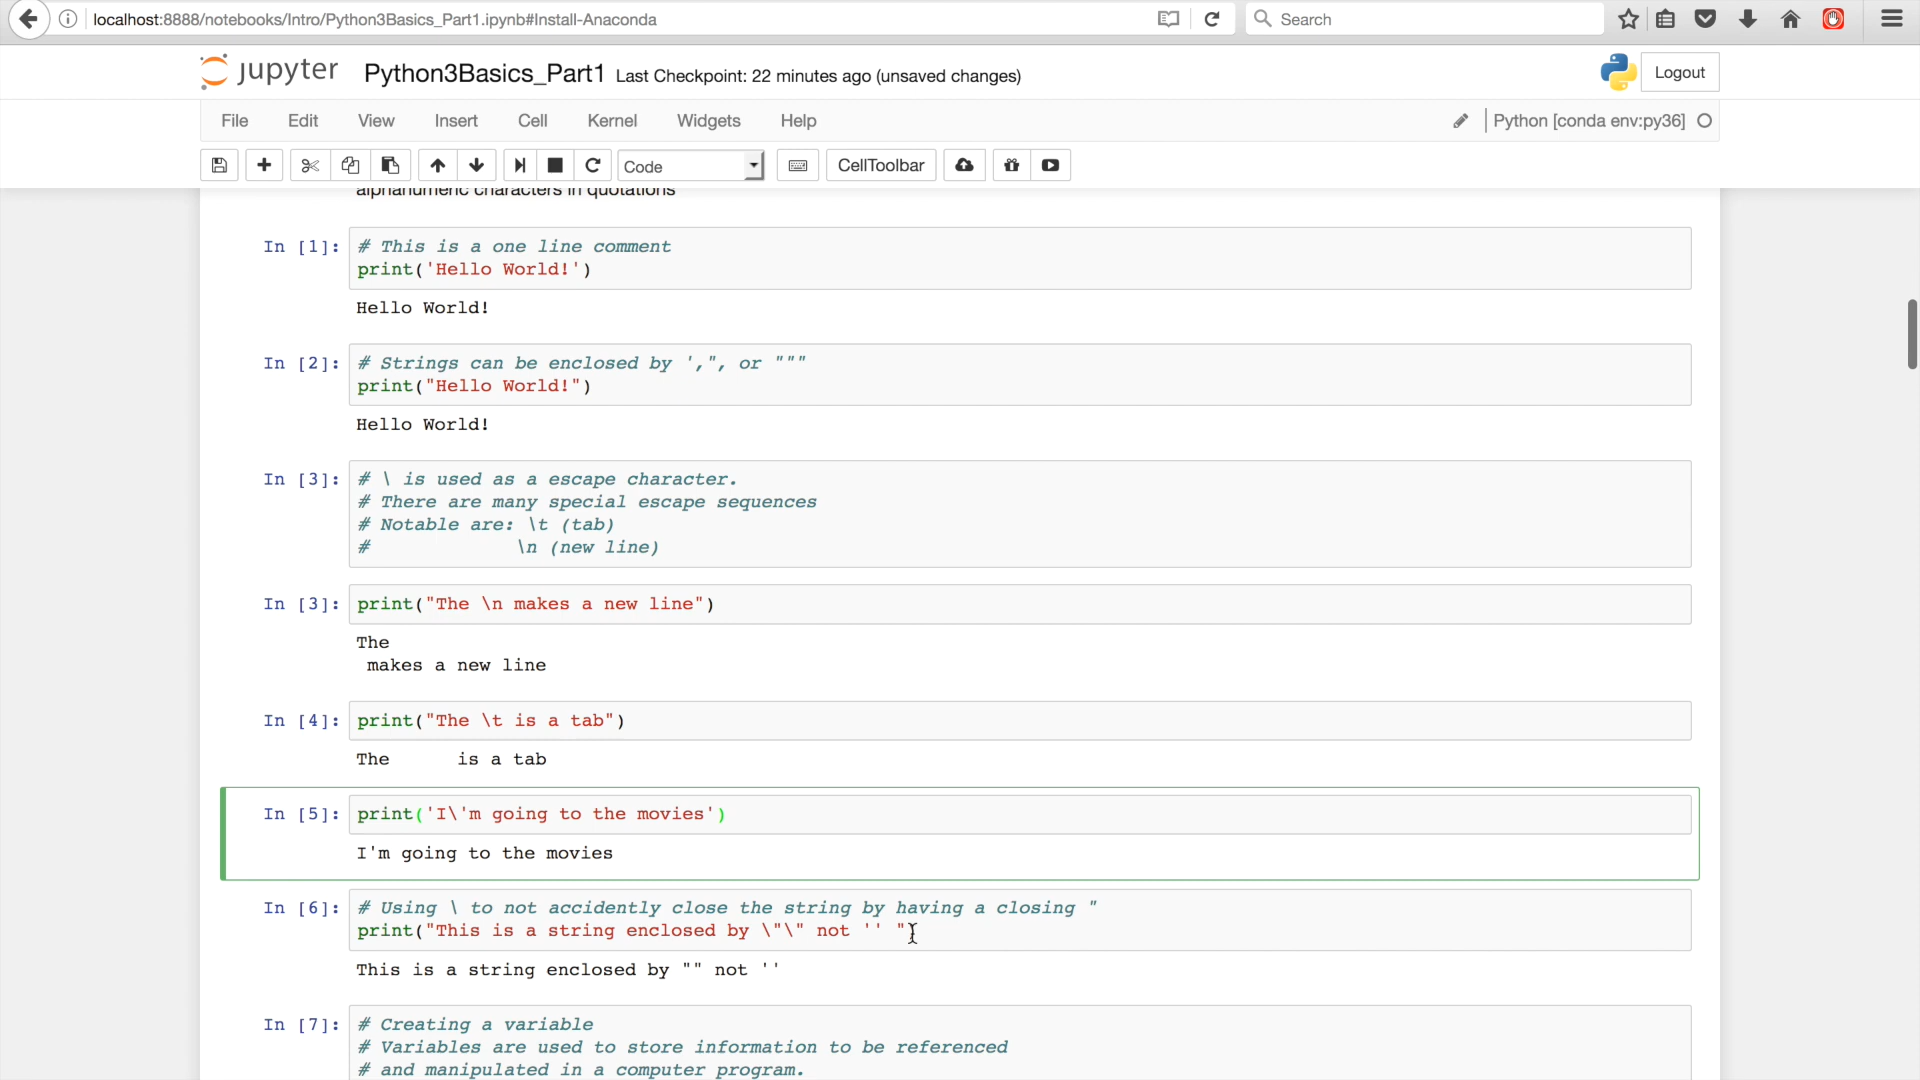 localhost:8888/notebooks/Intro/Python3Basics_Part1.ipynb#Install-Anaconda
Search
jupyter Python3Basics_Part1 Last Checkpoint: 22 minutes ago (unsaved changes)
Logout
File Edit View Insert Cell Kernel Widgets Help
Python [conda env:py36]
Code
CellToolbar
alphanumeric characters in quotations
In [1]: # This is a one line comment
print('Hello World!')
Hello World!
In [2]: # Strings can be enclosed by ',", or """
print("Hello World!")
Hello World!
In [3]: # \ is used as a escape character.
# There are many special escape sequences
# Notable are: \t (tab)
#             \n (new line)
In [3]: print("The \n makes a new line")
The
 makes a new line
In [4]: print("The \t is a tab")
The      is a tab
In [5]: print('I\'m going to the movies')
I'm going to the movies
In [6]: # Using \ to not accidently close the string by having a closing "
print("This is a string enclosed by \"\" not '' ")
This is a string enclosed by "" not ''
In [7]: # Creating a variable
# Variables are used to store information to be referenced
# and manipulated in a computer program.